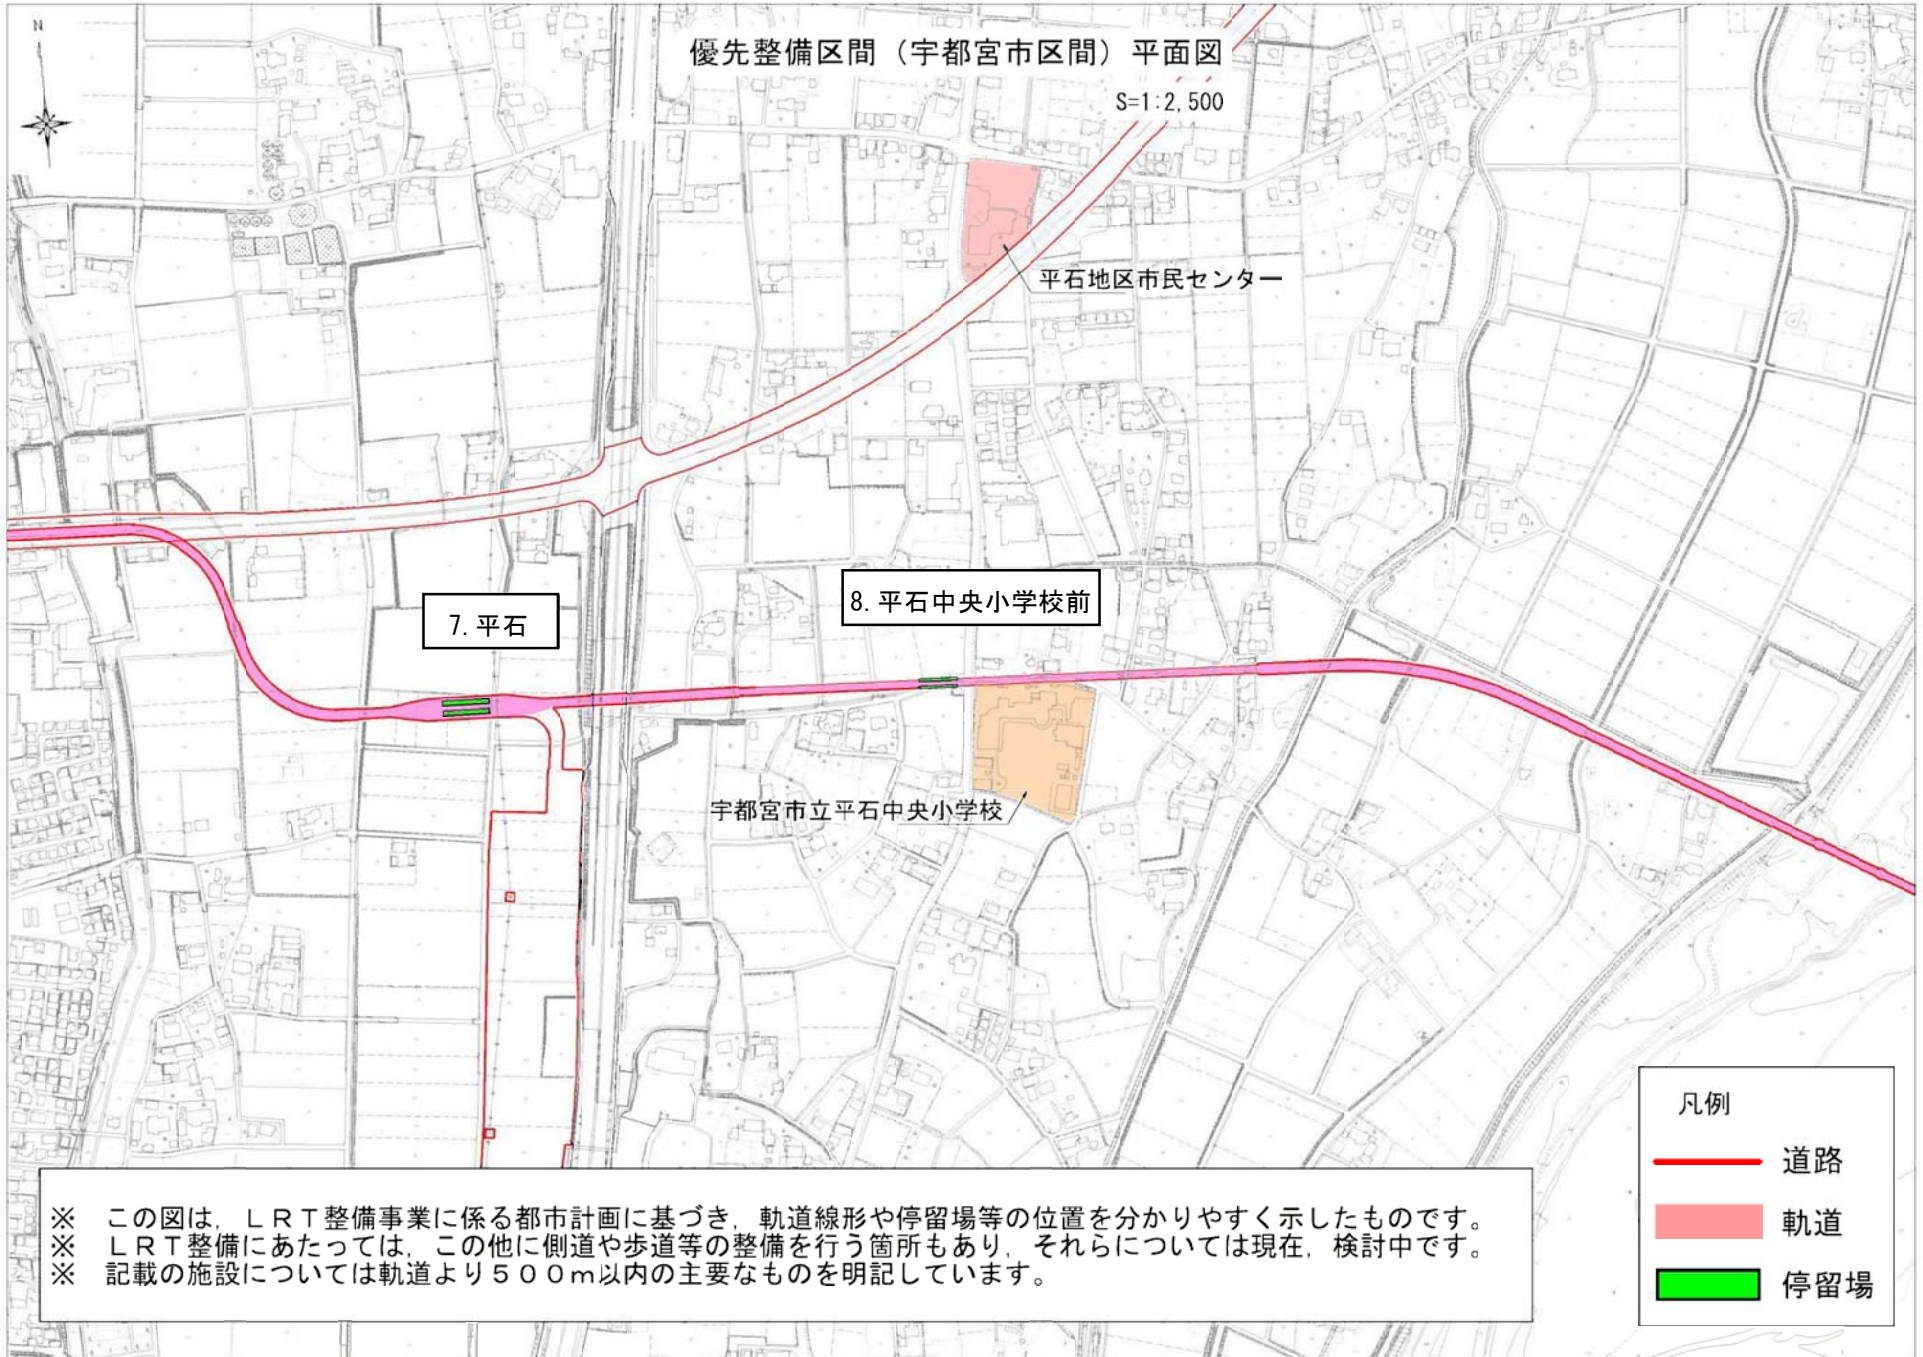 N
優先整備区間（宇都宮市区間）平面図
S=1:2,500
平石地区市民センター
7. 平石
8. 平石中央小学校前
宇都宮市立平石中央小学校
凡例
道路
軌道
停留場
※　この図は，ＬＲＴ整備事業に係る都市計画に基づき，軌道線形や停留場等の位置を分かりやすく示したものです。
※　ＬＲＴ整備にあたっては，この他に側道や歩道等の整備を行う箇所もあり，それらについては現在，検討中です。
※　記載の施設については軌道より５００ｍ以内の主要なものを明記しています。